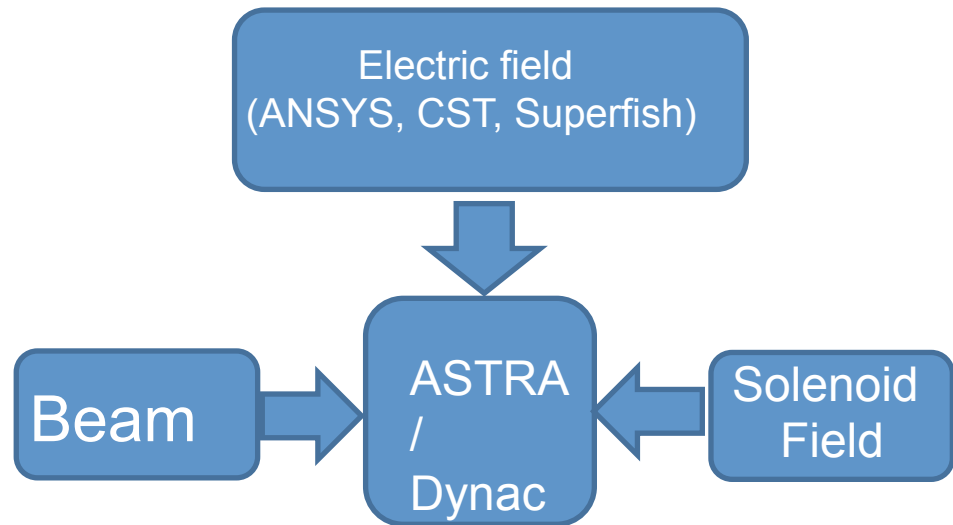 Electric field
(ANSYS, CST, Superfish)
Beam
ASTRA
/
Dynac
Solenoid
Field